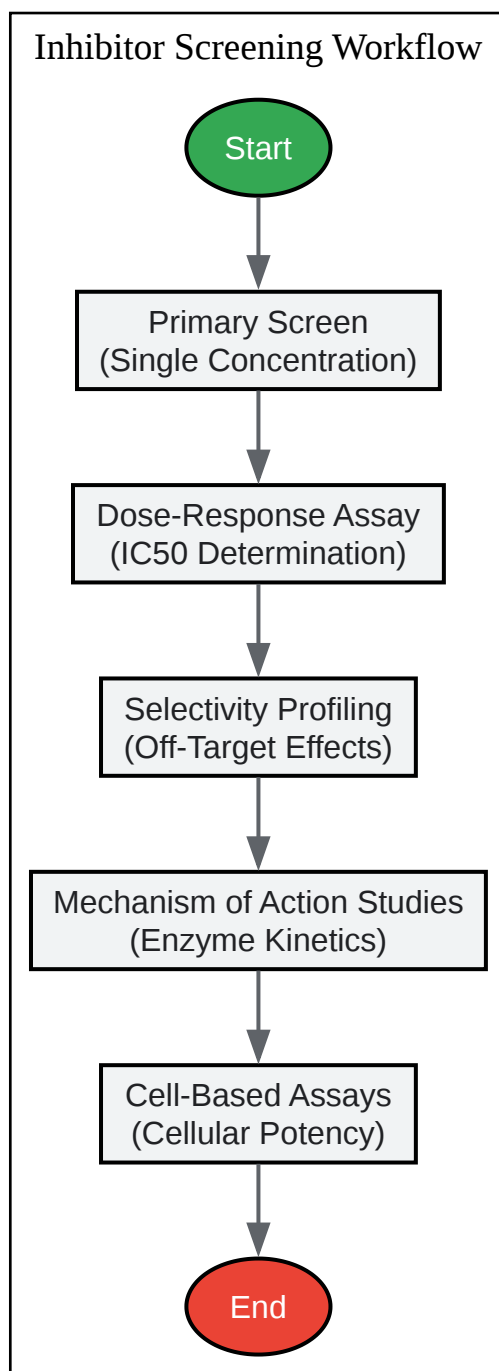 Inhibitor Screening Workflow
Start
Primary Screen
(Single Concentration)
Dose-Response Assay
(IC50 Determination)
Selectivity Profiling
(Off-Target Effects)
Mechanism of Action Studies
(Enzyme Kinetics)
Cell-Based Assays
(Cellular Potency)
End